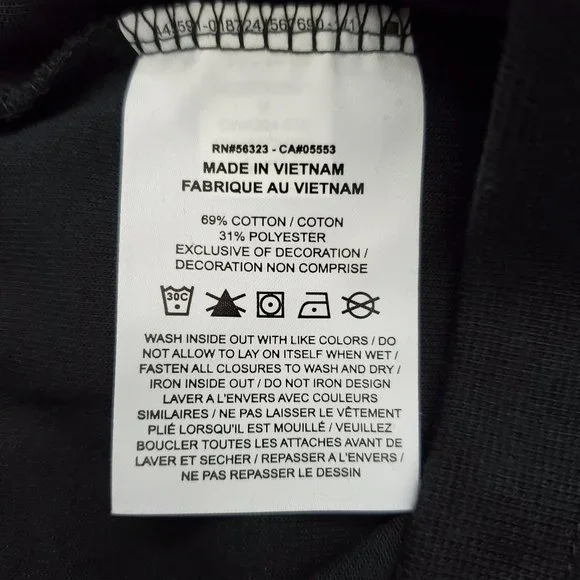 RN#56323 - CA#05553
MADE IN VIETNAM
FABRIQUE AU VIETNAM
69% COTTON / COTON
31% POLYESTER
EXCLUSIVE OF DECORATION /
DECORATION NON COMPRISE
30C
WASH INSIDE OUT WITH LIKE COLORS / DO
NOT ALLOW TO LAY ON ITSELF WHEN WET /
FASTEN ALL CLOSURES TO WASH AND DRY /
IRON INSIDE OUT / DO NOT IRON DESIGN
LAVER A L'ENVERS AVEC COULEURS
SIMILAIRES / NE PAS LAISSER LE VÊTEMENT
PLIÉ LORSQU'IL EST MOUILLÉ / VEUILLEZ
BOUCLER TOUTES LES ATTACHES AVANT DE
LAVER ET SECHER / REPASSER A L'ENVERS /
NE PAS REPASSER LE DESSIN